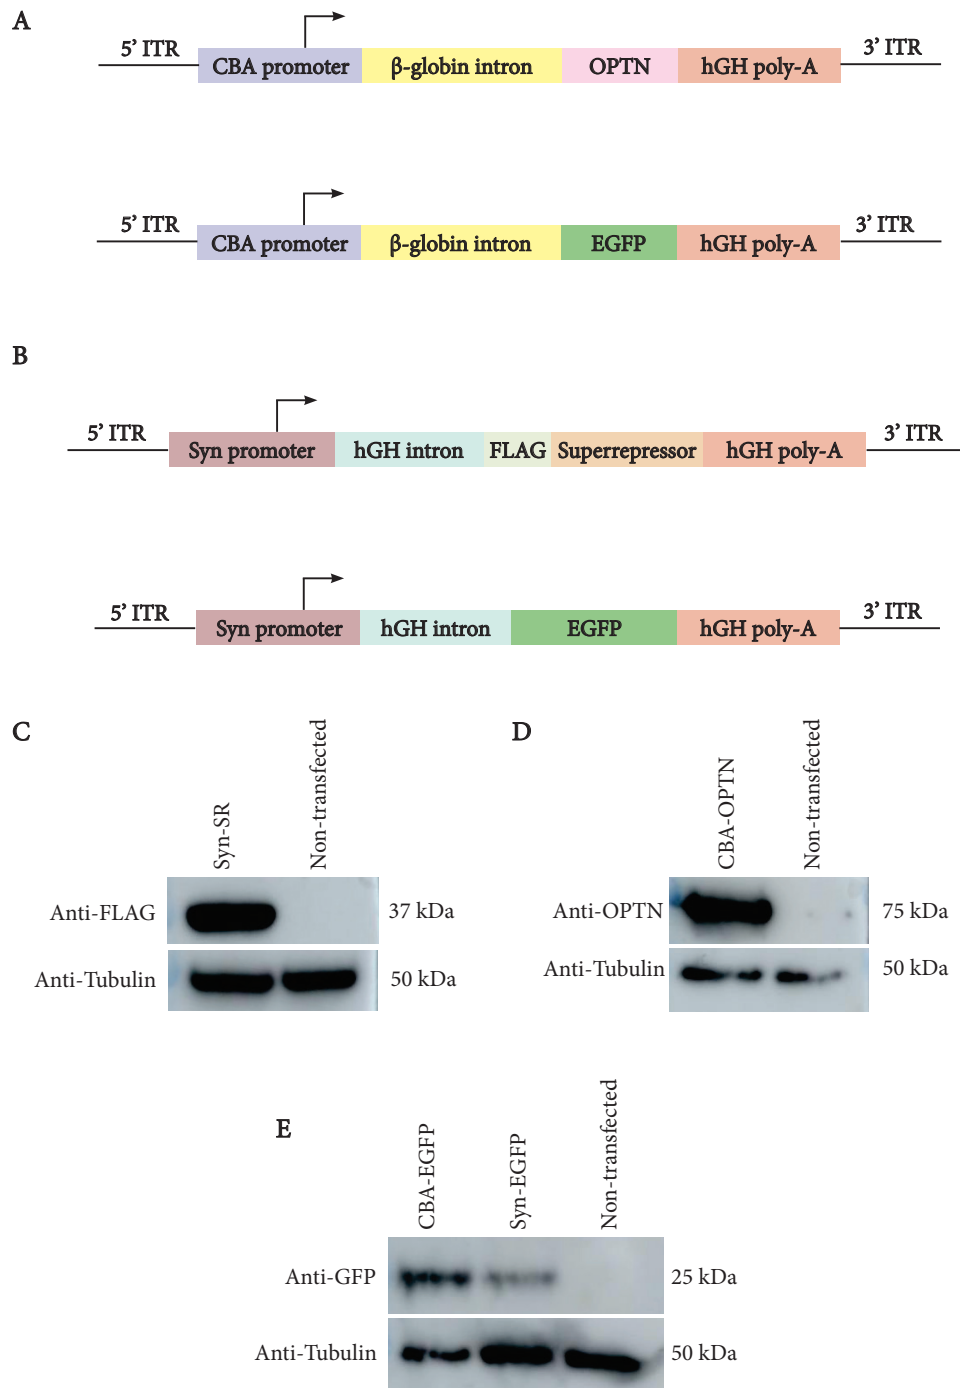 A
5’ ITR
CBA promoter
β-globin intron
OPTN
hGH poly-A
3’ ITR
5’ ITR
CBA promoter
β-globin intron
EGFP
hGH poly-A
3’ ITR
B
5’ ITR
Syn promoter
hGH intron
FLAG
Superrepressor
hGH poly-A
3’ ITR
5’ ITR
Syn promoter
hGH intron
EGFP
hGH poly-A
3’ ITR
C
Syn-SR
Non-transfected
Anti-FLAG
37 kDa
Anti-Tubulin
50 kDa
D
CBA-OPTN
Non-transfected
Anti-OPTN
75 kDa
Anti-Tubulin
50 kDa
E
CBA-EGFP
Syn-EGFP
Non-transfected
Anti-GFP
25 kDa
Anti-Tubulin
50 kDa